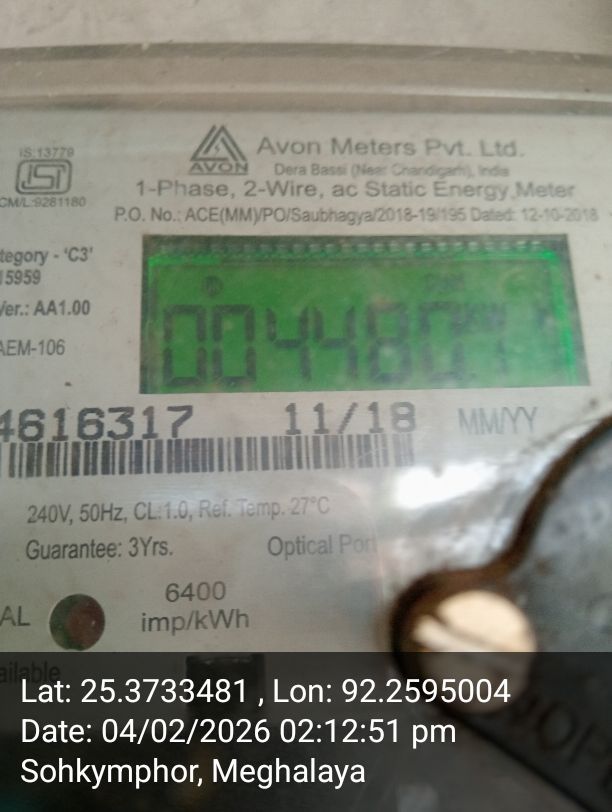 Avon Meters Pvt. Ltd.
IS:13779
AVON
Dera Bassi (Near Chandigarh), India
CM/L:9281180
1-Phase, 2-Wire, ac Static Energy Meter
P.O. No.: ACE(MM)/PO/Saubhagya/2018-19/195 Dated: 12-10-2018
tegory - 'C3'
15959
Ver.: AA1.00
AEM-106
4616317 11/18 MM/YY
240V, 50Hz, CL:1.0, Ref. Temp. 27°C
Guarantee: 3Yrs. Optical Port
6400
AL imp/kWh
ailable
Lat: 25.3733481 , Lon: 92.2595004
Date: 04/02/2026 02:12:51 pm
Sohkymphor, Meghalaya